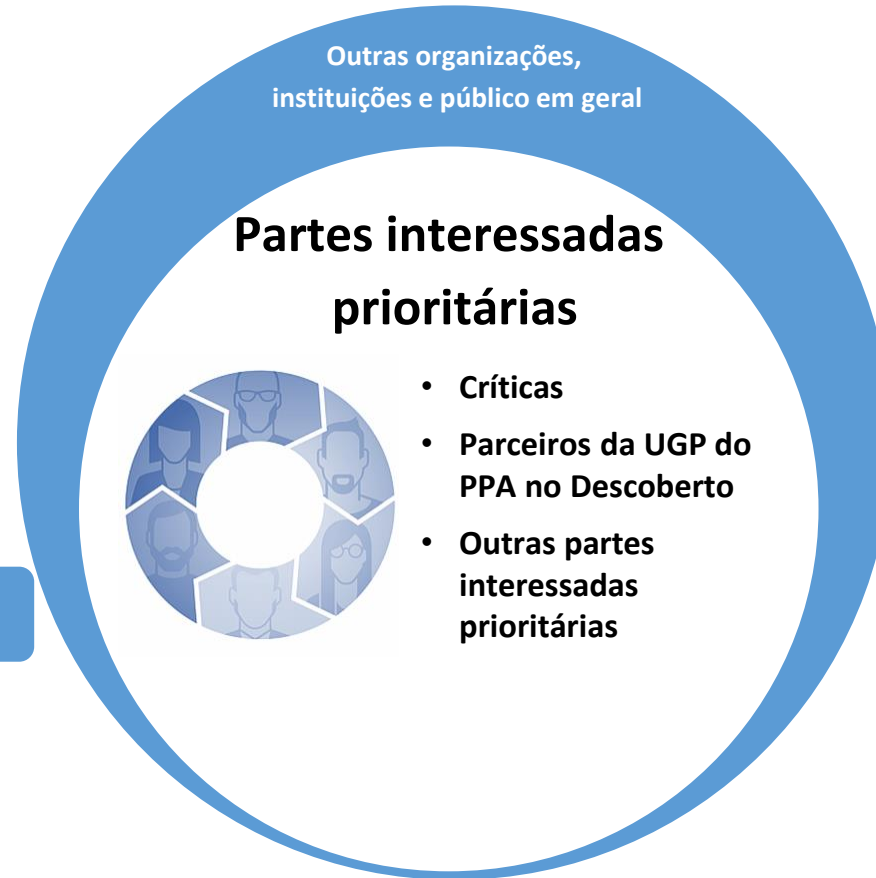 Outras organizações,
instituições e público em geral
Partes interessadas
prioritárias
• Críticas
• Parceiros da UGP do
PPA no Descoberto
• Outras partes
interessadas
prioritárias